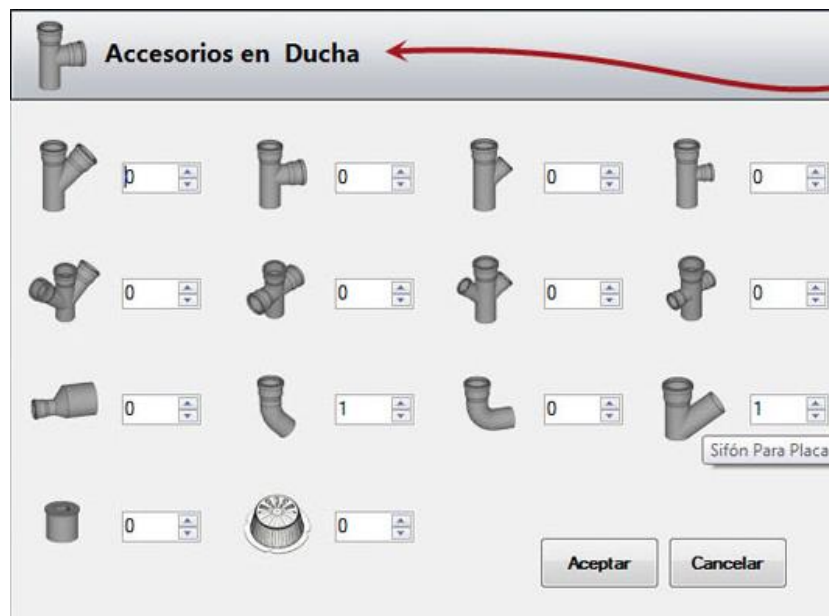 Accesorios en Ducha
0 0 0 0
0 0 0 0
0 1 0 1
Sifón Para Placa
0 0
Aceptar Cancelar